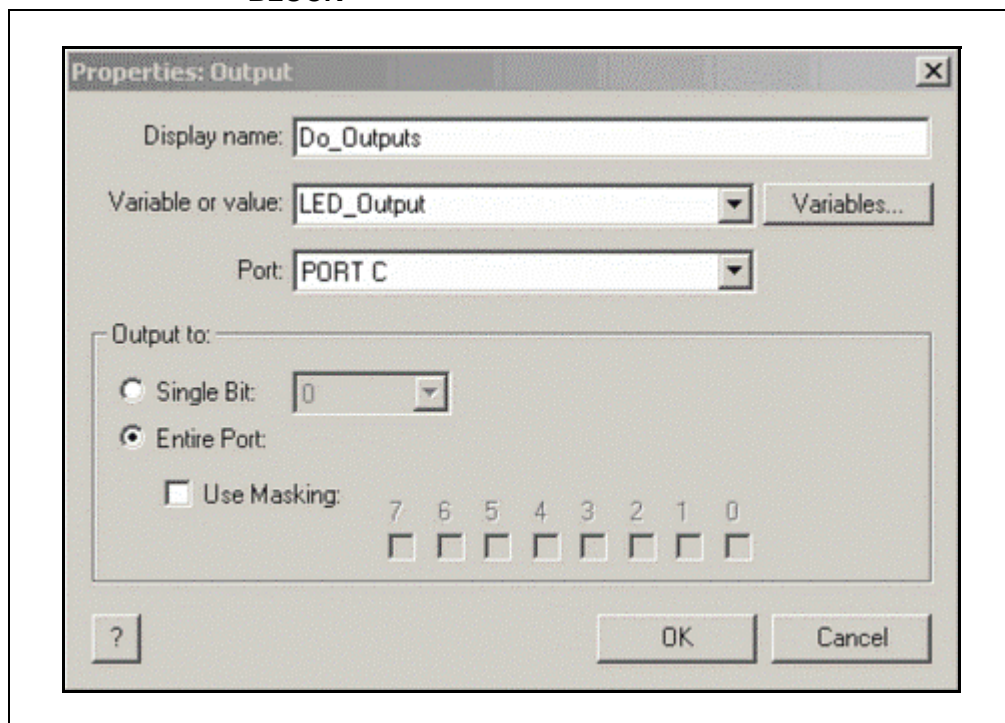 BLOCK
Properties: Output
Display name: Do_Outputs
Variable or value: LED_Output Variables...
Port: PORT C
Output to:
Single Bit: 0
Entire Port:
Use Masking:
7 6 5 4 3 2 1 0
? OK Cancel